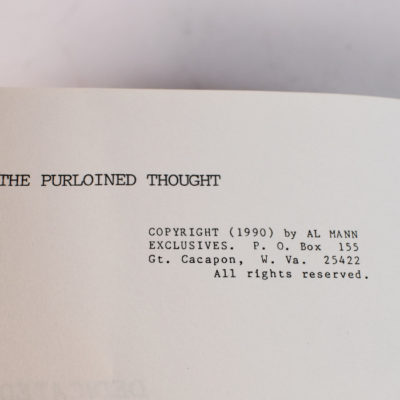 THE PURLOINED THOUGHT
COPYRIGHT (1990) by AL MANN
EXCLUSIVES. P. O. Box 155
Gt. Cacapon, W. Va. 25422
All rights reserved.